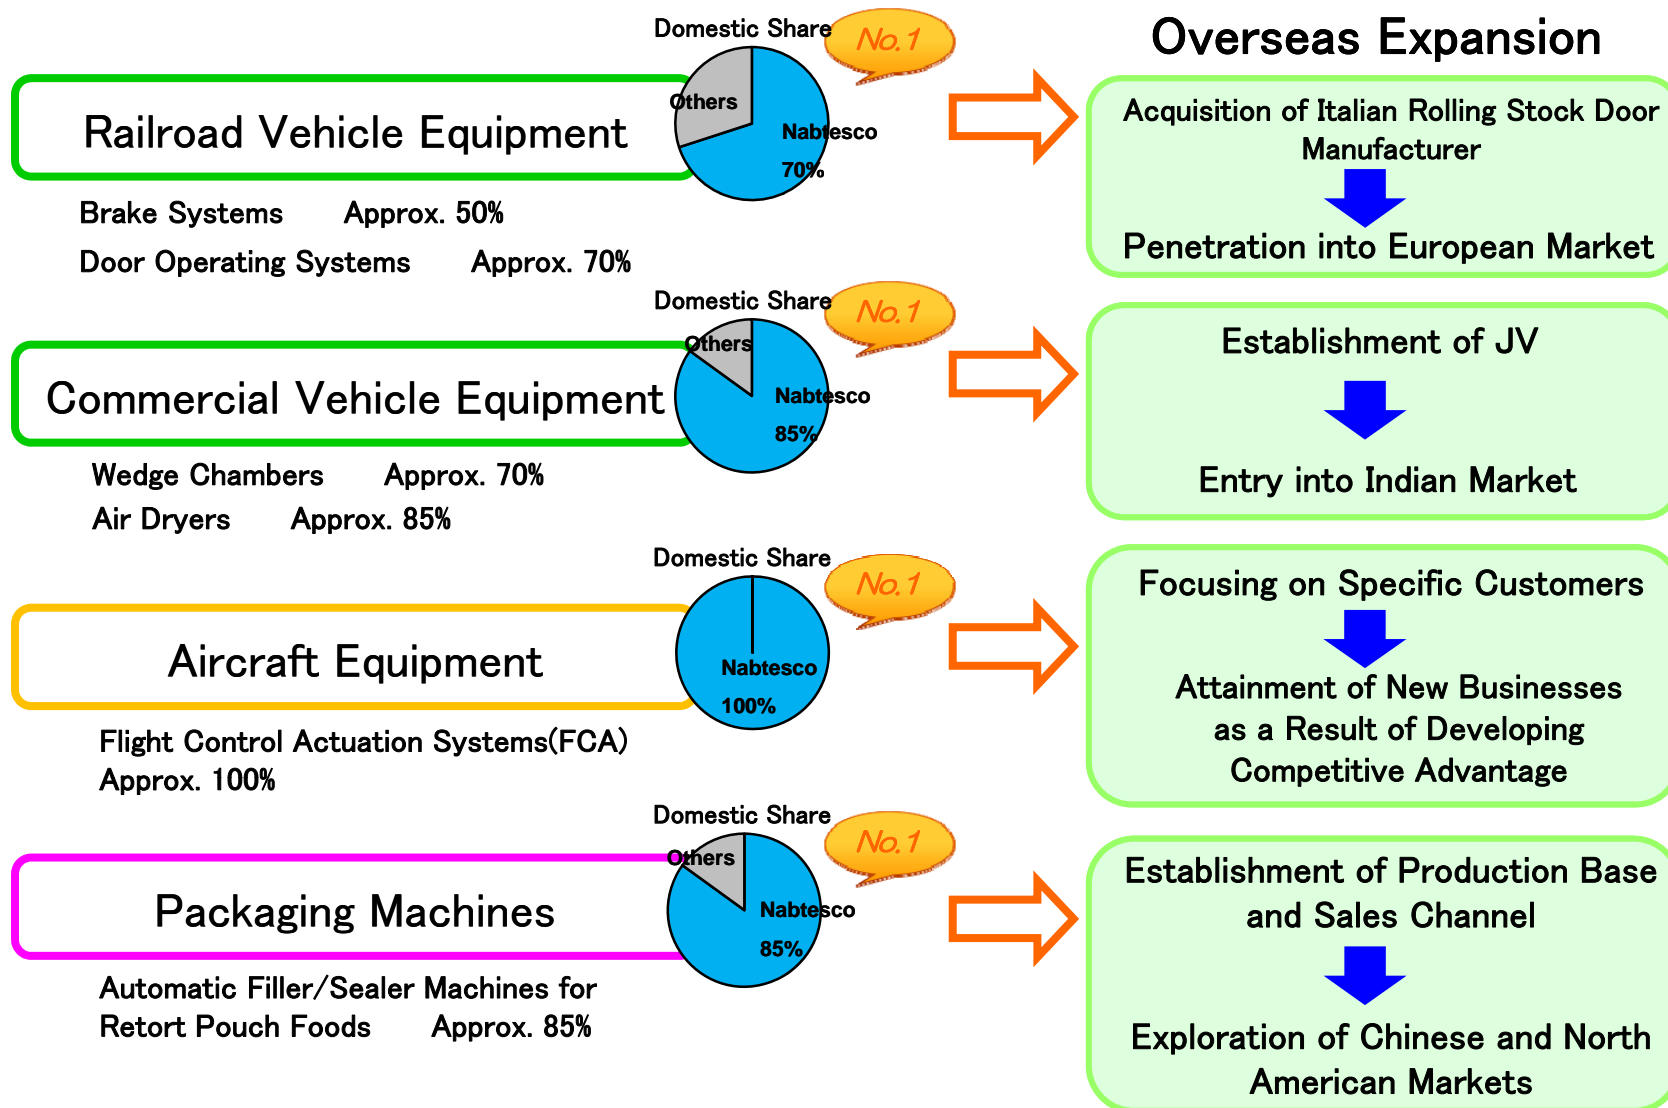 Overseas Expansion
Domestic Share
No.1
Others
Nabtesco
70%
Railroad Vehicle Equipment
Brake Systems Approx. 50%
Door Operating Systems Approx. 70%
Acquisition of Italian Rolling Stock Door
Manufacturer
Penetration into European Market
Domestic Share
No.1
Others
Nabtesco
85%
Commercial Vehicle Equipment
Wedge Chambers Approx. 70%
Air Dryers Approx. 85%
Establishment of JV
Entry into Indian Market
Domestic Share
No.1
Nabtesco
100%
Aircraft Equipment
Flight Control Actuation Systems(FCA)
Approx. 100%
Focusing on Specific Customers
Attainment of New Businesses
as a Result of Developing
Competitive Advantage
Domestic Share
No.1
Others
Nabtesco
85%
Packaging Machines
Automatic Filler/Sealer Machines for
Retort Pouch Foods Approx. 85%
Establishment of Production Base
and Sales Channel
Exploration of Chinese and North
American Markets